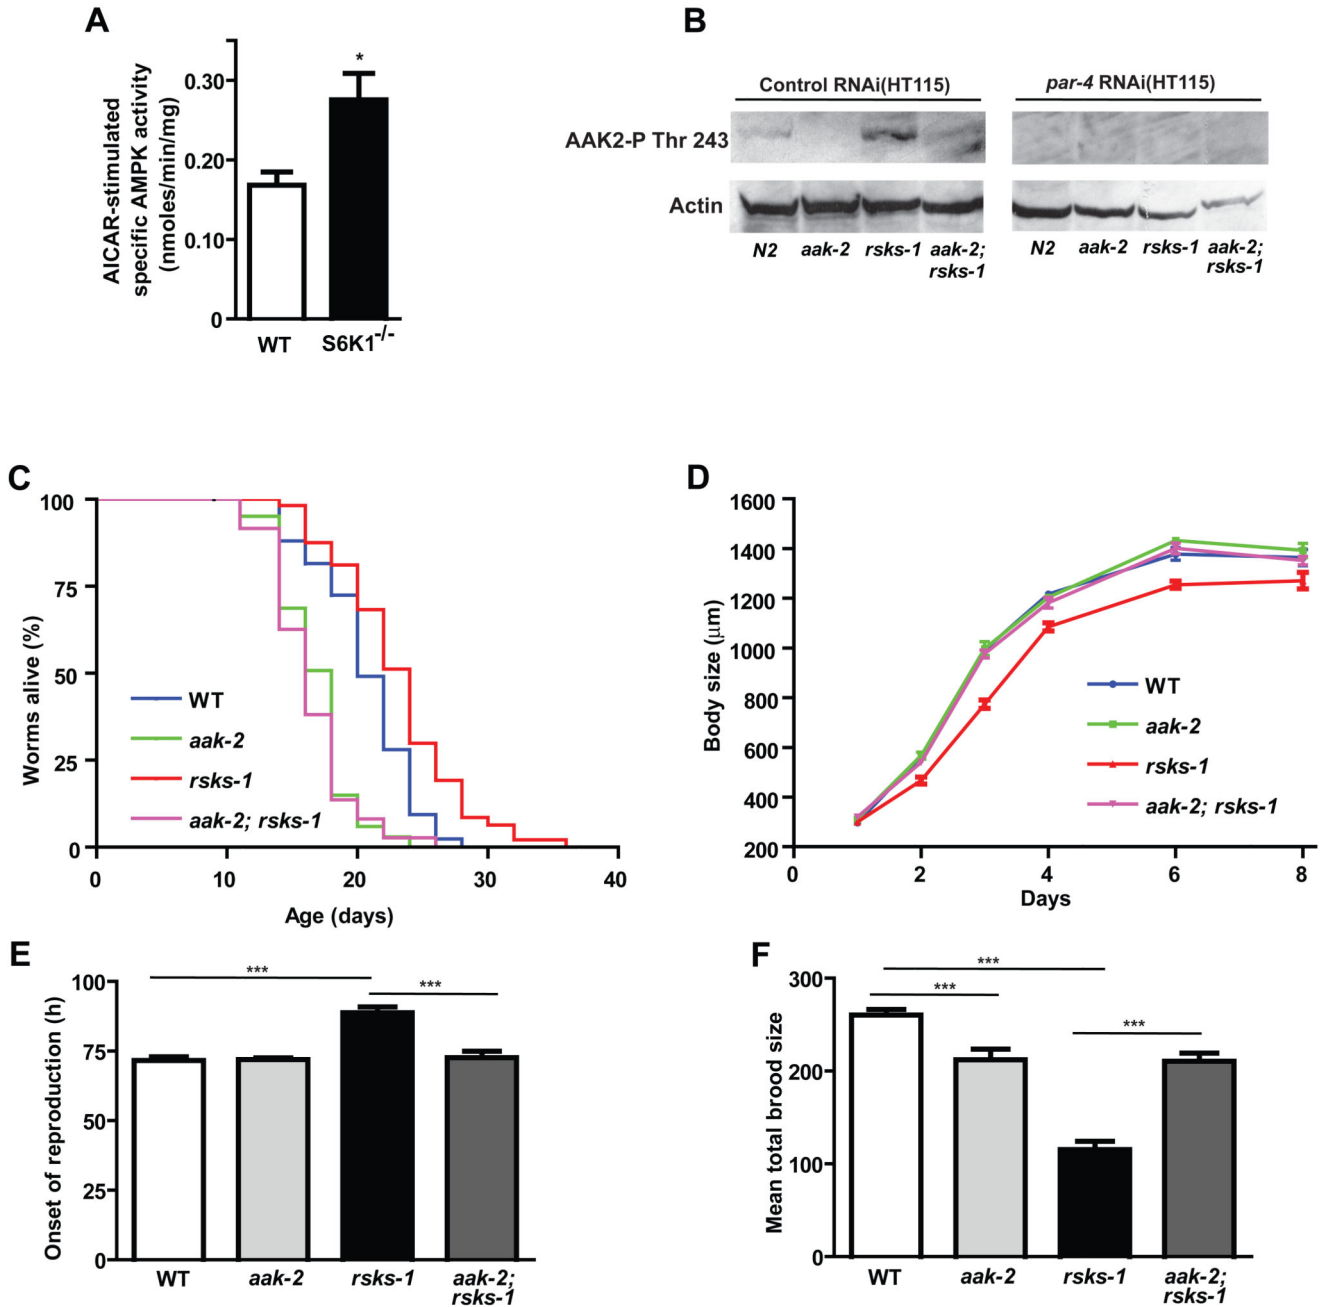 A
AICAR-stimulated
specific AMPK activity
(nmoles/min/mg)
0.30
0.20
0.10
0
*
WT
S6K1-/-
B
Control RNAi(HT115)
par-4 RNAi(HT115)
AAK2-P Thr 243
Actin
N2 aak-2 rsks-1 aak-2;
rsks-1
N2 aak-2 rsks-1 aak-2;
rsks-1
C
Worms alive (%)
100
75
50
25
0
WT
aak-2
rsks-1
aak-2; rsks-1
0 10 20 30 40
Age (days)
D
Body size (µm)
1600
1400
1200
1000
800
600
400
200
WT
aak-2
rsks-1
aak-2; rsks-1
0 2 4 6 8
Days
E
Onset of reproduction (h)
100
75
50
25
0
***
***
WT aak-2 rsks-1 aak-2;
rsks-1
F
Mean total brood size
300
200
100
0
***
***
***
WT aak-2 rsks-1 aak-2;
rsks-1